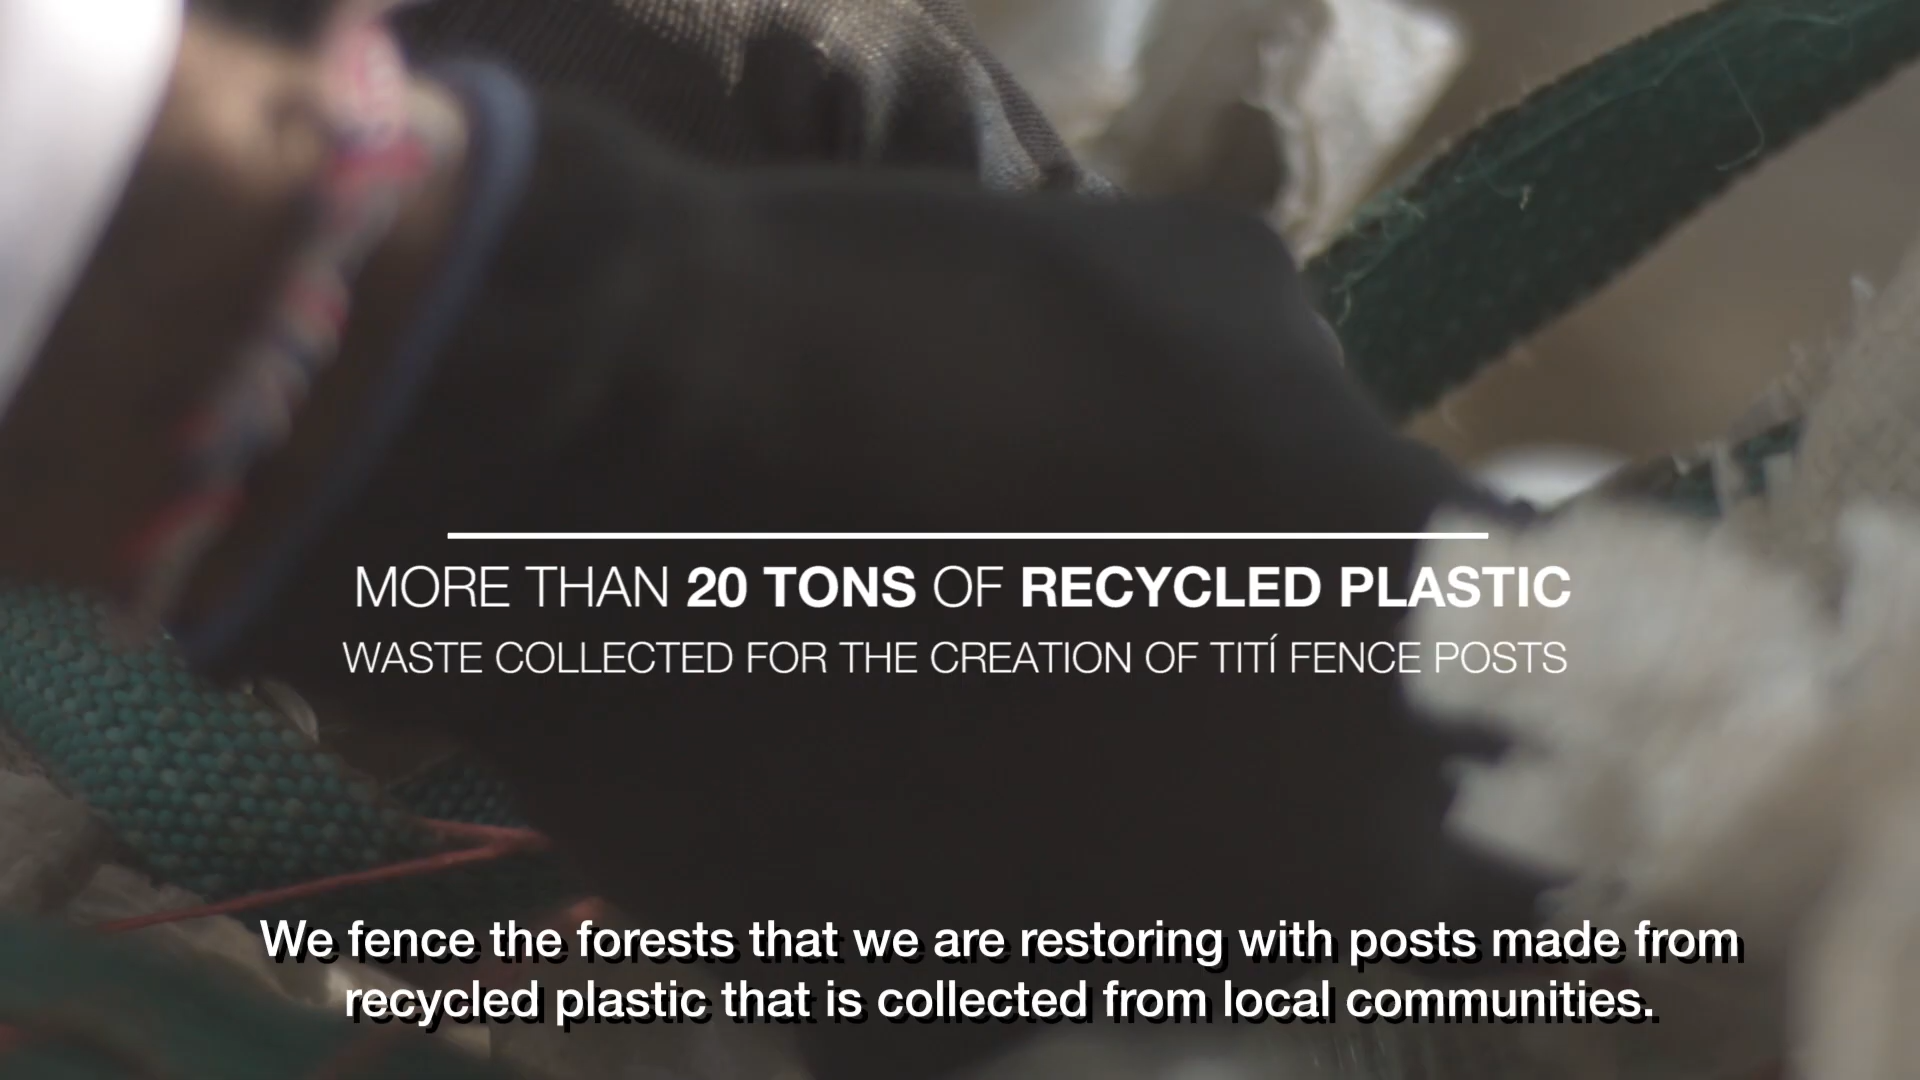 MORE THAN 20 TONS OF RECYCLED PLASTIC
WASTE COLLECTED FOR THE CREATION OF TITÍ FENCE POSTS
We fence the forests that we are restoring with posts made from
recycled plastic that is collected from local communities.